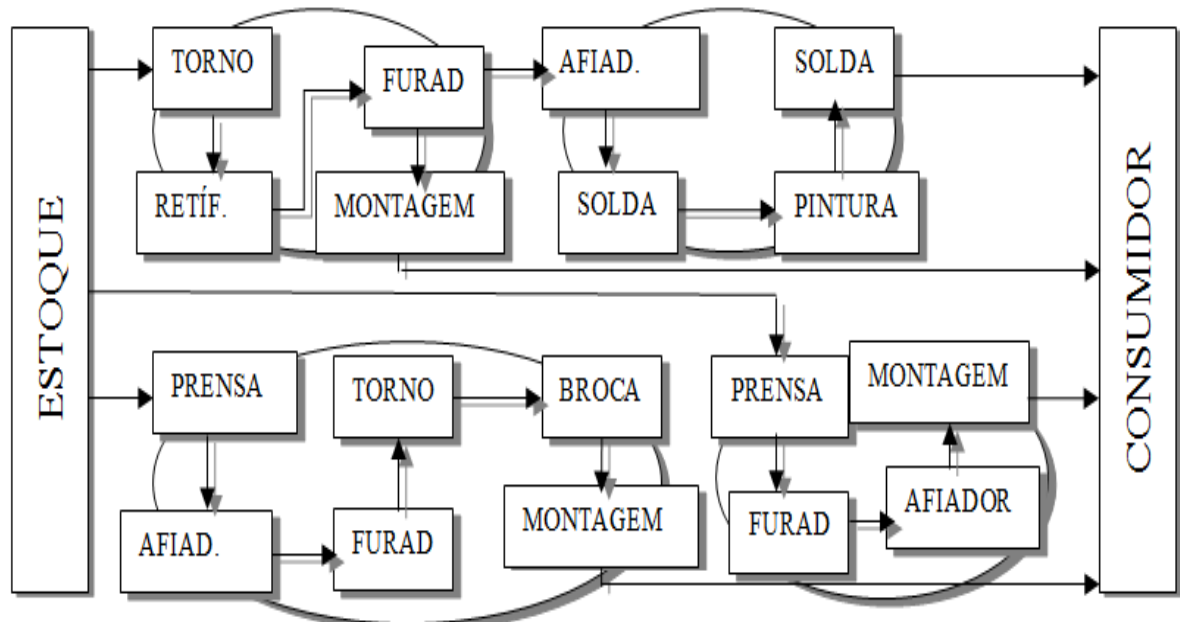 ESTOQUE
TORNO
FURAD
AFIAD.
SOLDA
RETÍF.
MONTAGEM
SOLDA
PINTURA
PRENSA
TORNO
BROCA
PRENSA
MONTAGEM
AFIAD.
FURAD
MONTAGEM
FURAD
AFIADOR
CONSUMIDOR